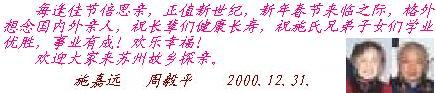 每逢佳节倍思亲，正值新世纪，新年春节来临之际，格外
想念国内外亲人，祝长辈们健康长寿，祝施氏兄弟子女们学业
优胜，事业有成！欢乐幸福！
欢迎大家来苏州故乡探亲。
施嘉远 周毅平 2000.12.31.